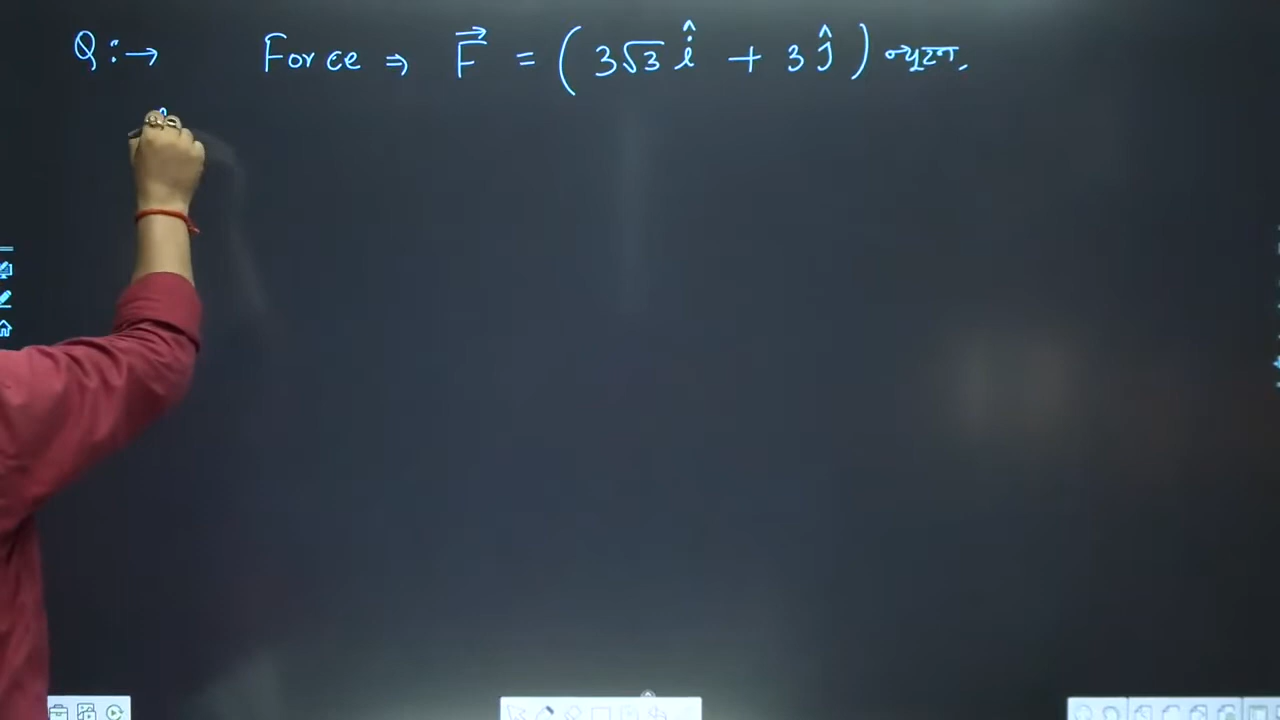 Q:→ Force ⇒ F⃗ = (3√3 î + 3 ĵ) न्यूटन.